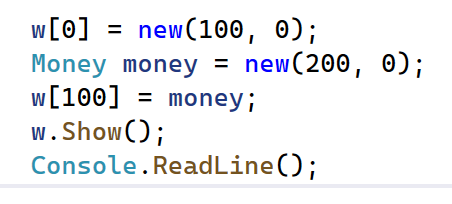 w[0] = new(100, 0);
Money money = new(200, 0);
w[100] = money;
w.Show();
Console.ReadLine();